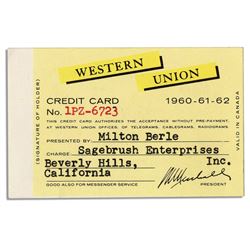 WESTERN
UNION
CREDIT CARD 1960-61-62
No. 1PZ-6723
THIS CREDIT CARD AUTHORIZES THE ACCEPTANCE WITHOUT PRE-PAYMENT,
AT WESTERN UNION OFFICES, OF TELEGRAMS, CABLEGRAMS, RADIOGRAMS
PRESENTED BY Milton Berle
CHARGE Sagebrush Enterprises
Beverly Hills, Inc.
California
GOOD ALSO FOR MESSENGER SERVICE PRESIDENT
(SIGNATURE OF HOLDER)
VALID IN CANADA